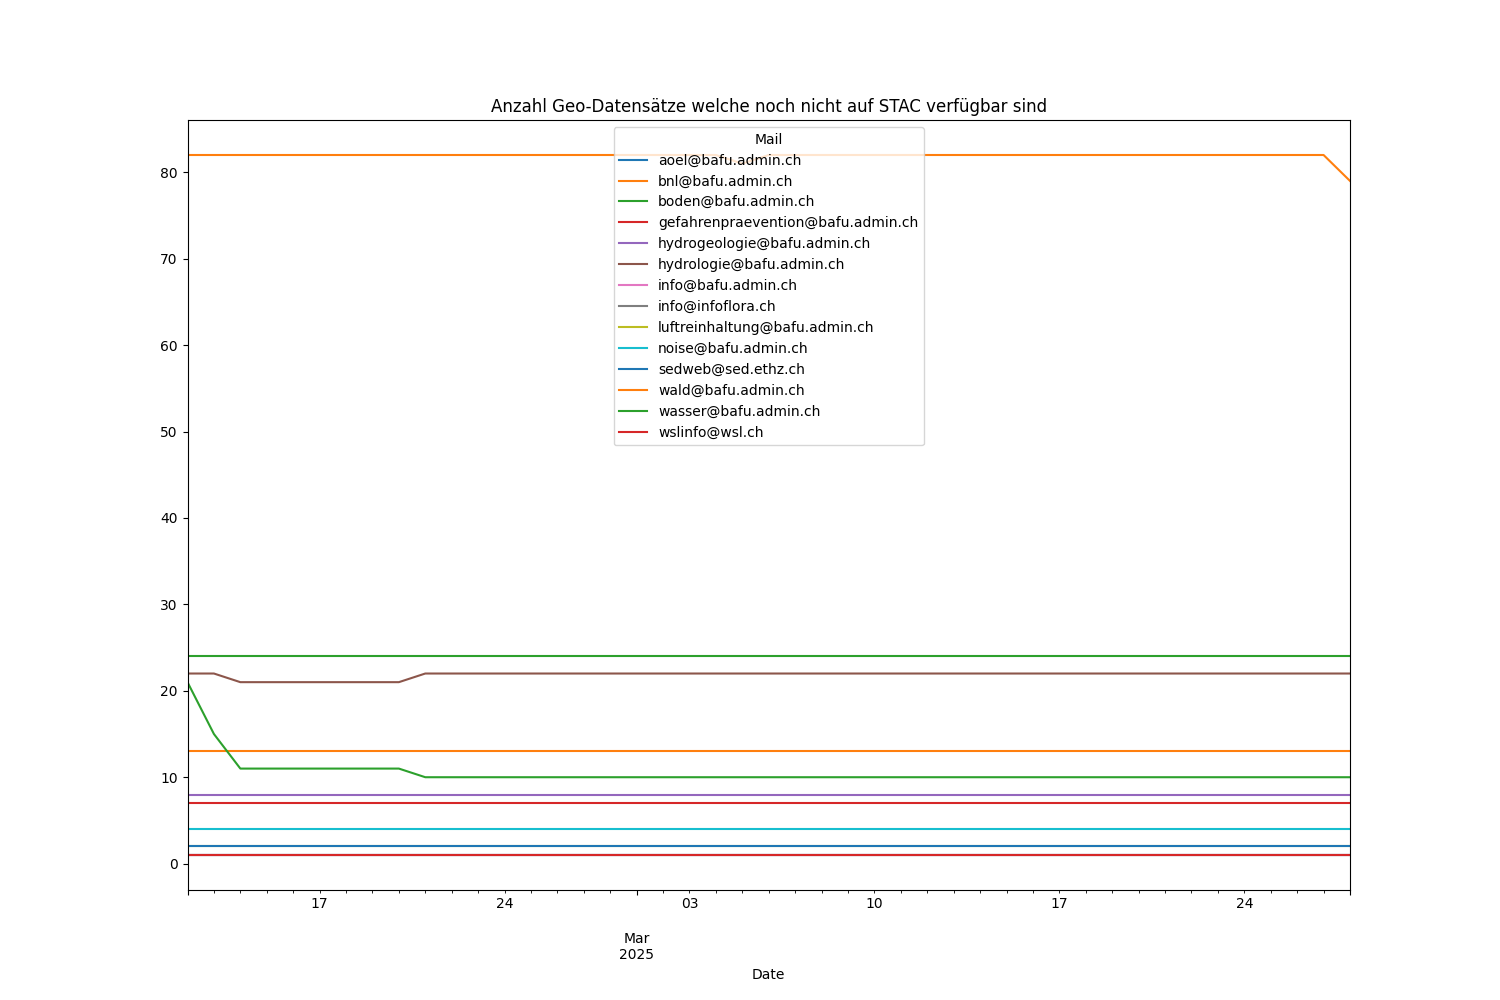 Anzahl Geo-Datensätze welche noch nicht auf STAC verfügbar sind
Mail
aoel@bafu.admin.ch
bnl@bafu.admin.ch
boden@bafu.admin.ch
gefahrenpraevention@bafu.admin.ch
hydrogeologie@bafu.admin.ch
hydrologie@bafu.admin.ch
info@bafu.admin.ch
info@infoflora.ch
luftreinhaltung@bafu.admin.ch
noise@bafu.admin.ch
sedweb@sed.ethz.ch
wald@bafu.admin.ch
wasser@bafu.admin.ch
wslinfo@wsl.ch
80
70
60
50
40
30
20
10
0
17 24 03 10 17 24
Mar
2025
Date